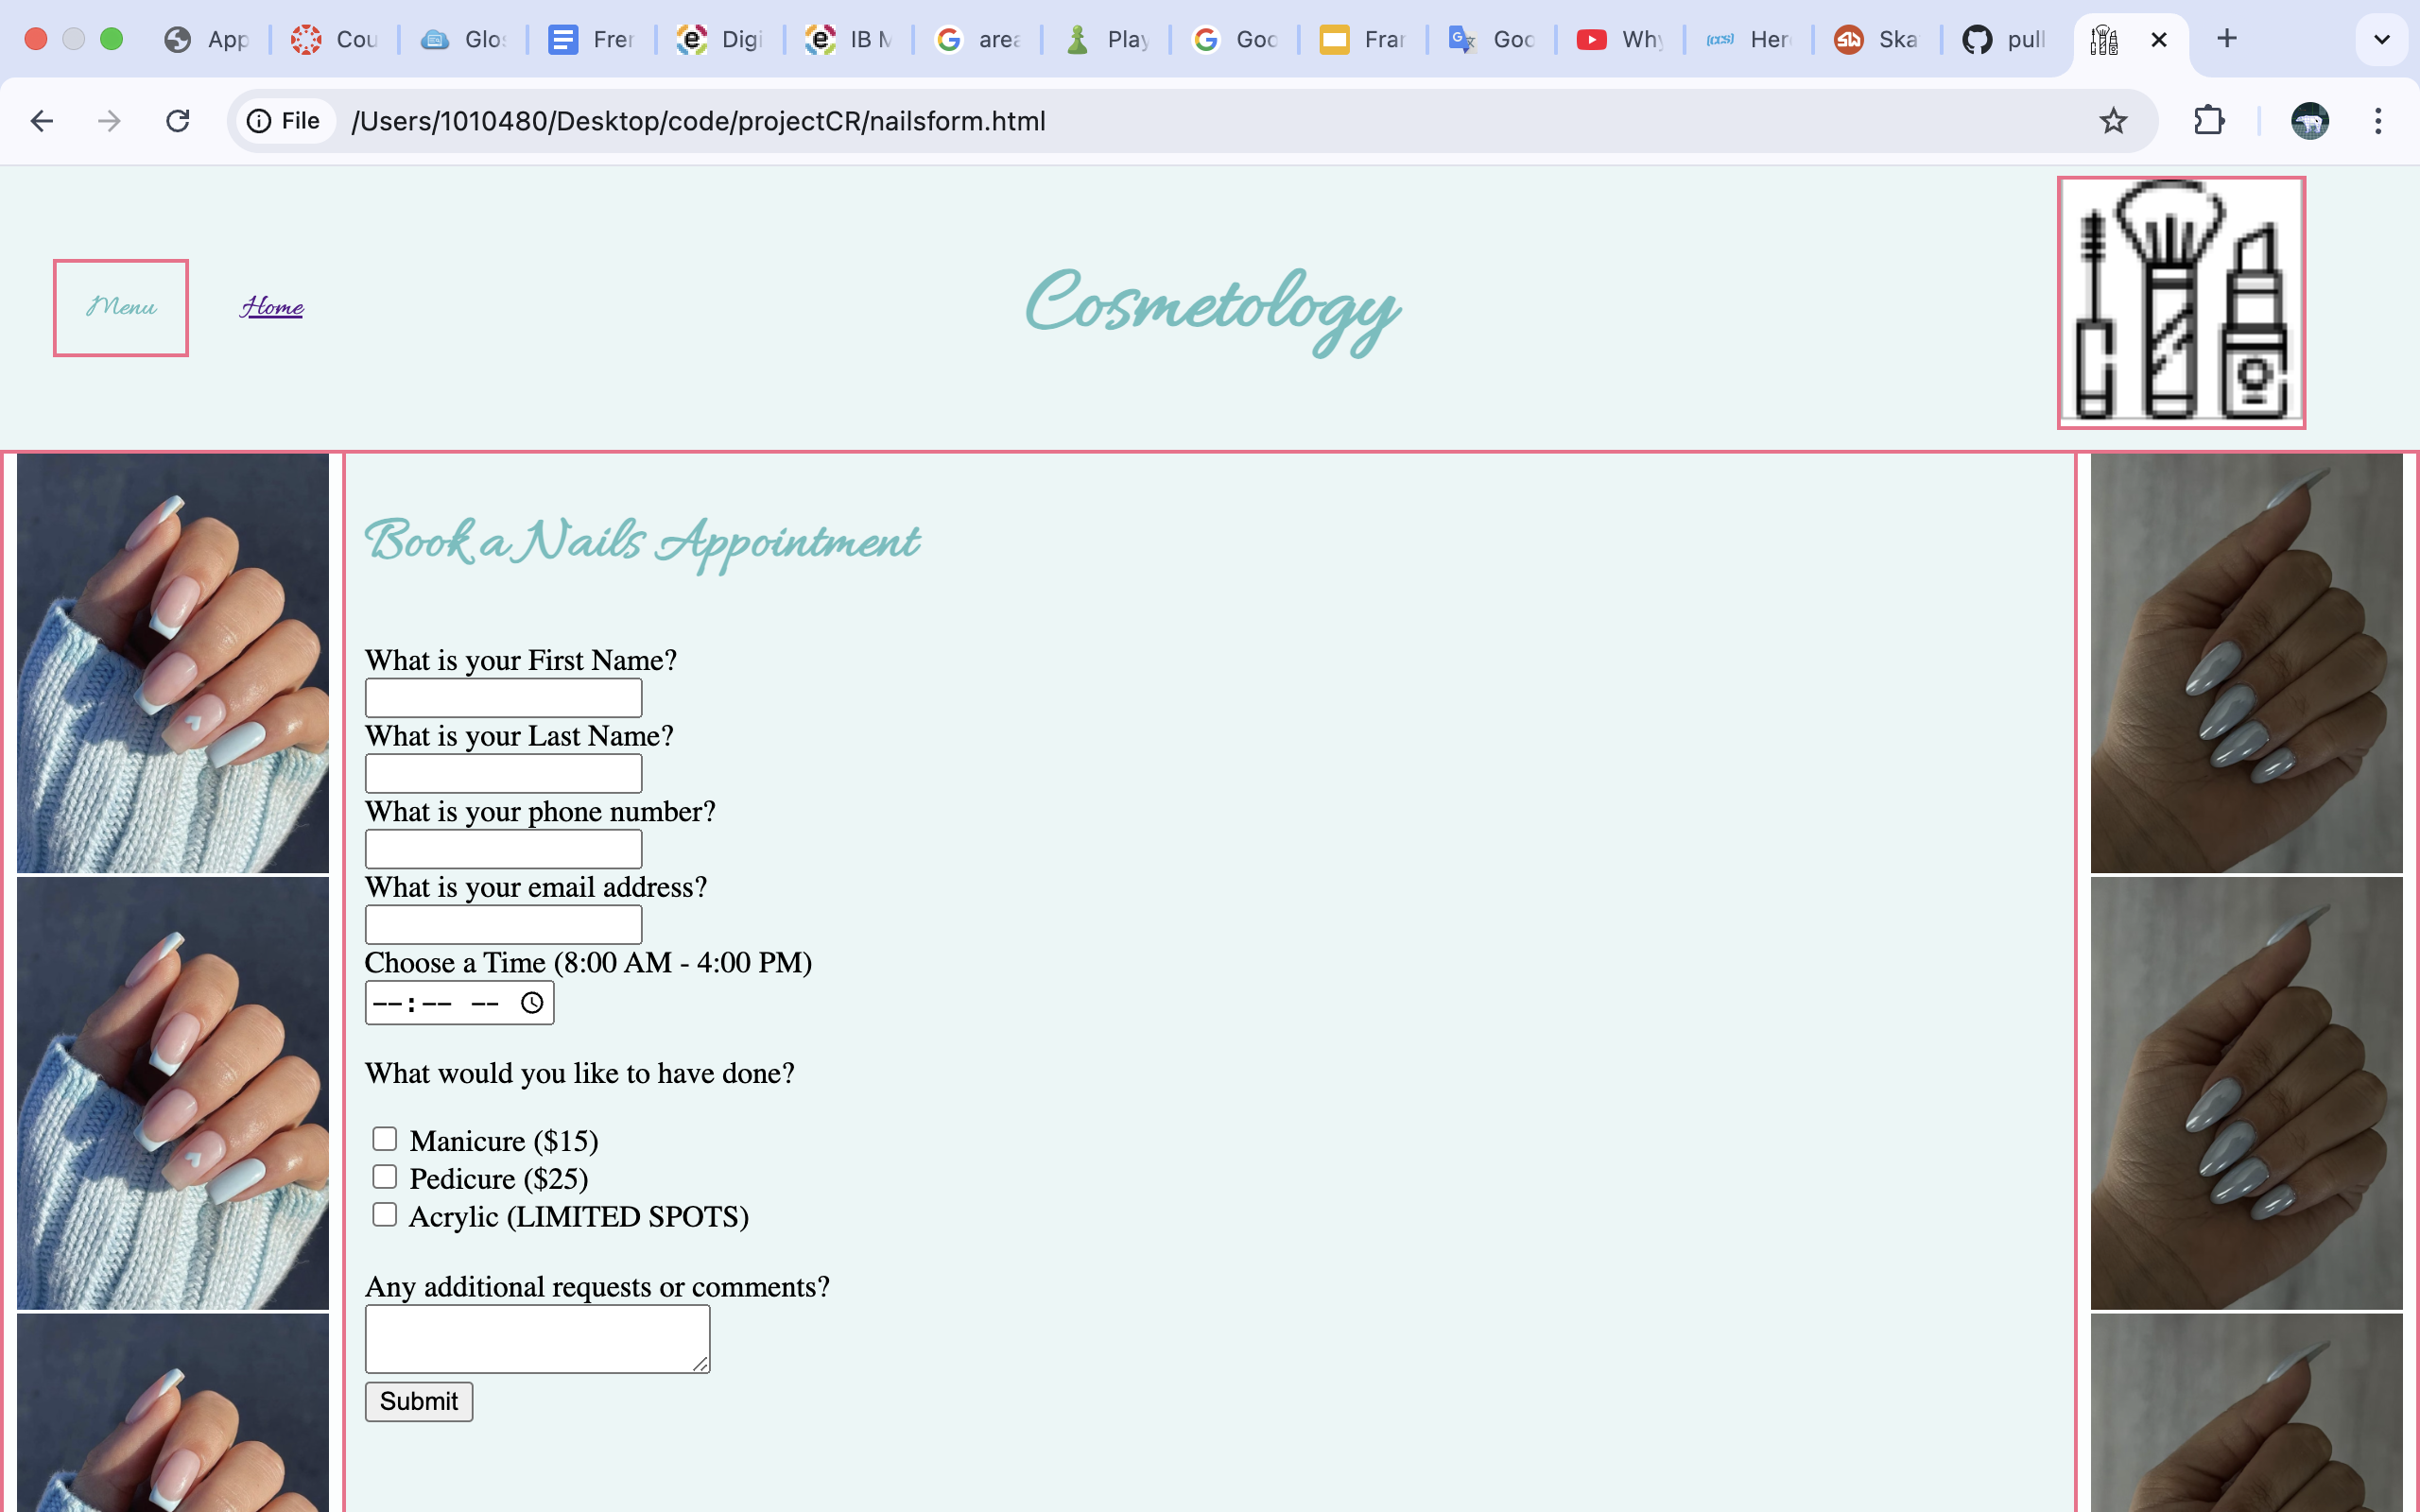 App Cou Glos Fren Digi IB M area Play Goo Fran Goo Why Her Ska pull
File /Users/1010480/Desktop/code/projectCR/nailsform.html
Menu Home Cosmetology
Book a Nails Appointment
What is your First Name?
What is your Last Name?
What is your phone number?
What is your email address?
Choose a Time (8:00 AM - 4:00 PM)
--:-- --
What would you like to have done?
Manicure ($15)
Pedicure ($25)
Acrylic (LIMITED SPOTS)
Any additional requests or comments?
Submit